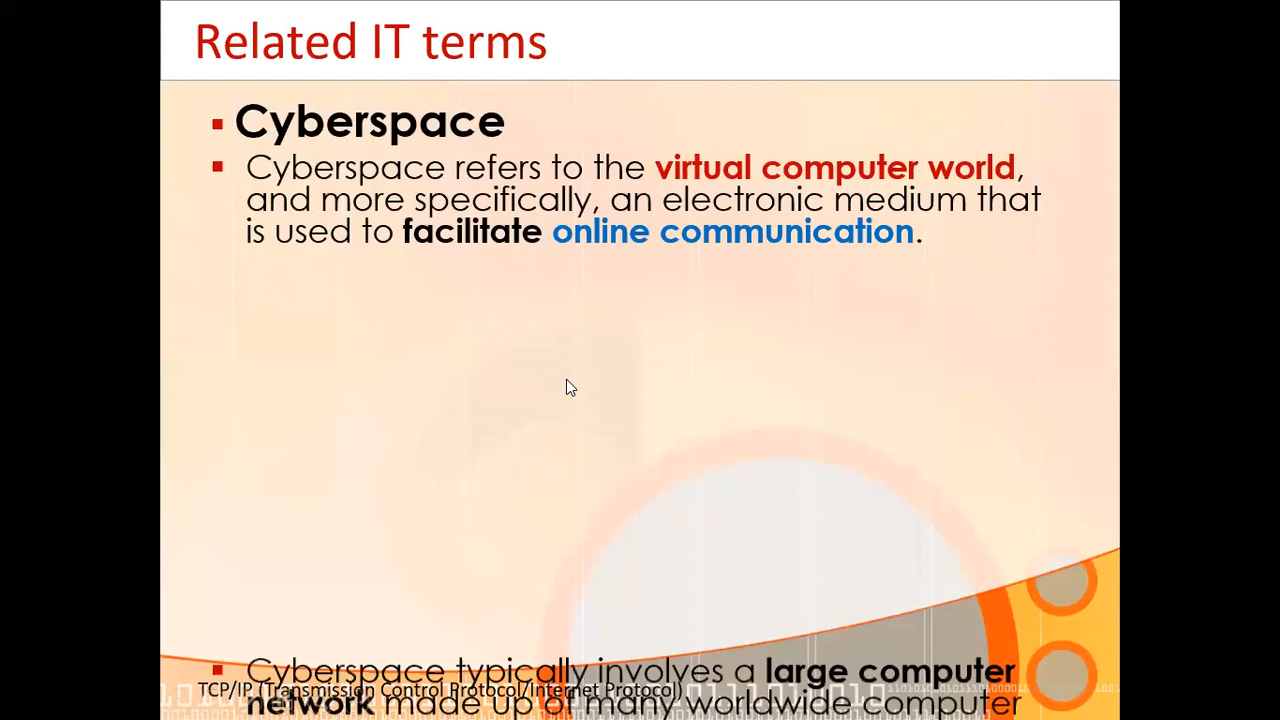 Related IT terms
▪ Cyberspace
▪ Cyberspace refers to the virtual computer world,
and more specifically, an electronic medium that
is used to facilitate online communication.
▪ Cyberspace typically involves a large computer
TCP/IP (Transmission Control Protocol/Internet Protocol)
network made up of many worldwide computer